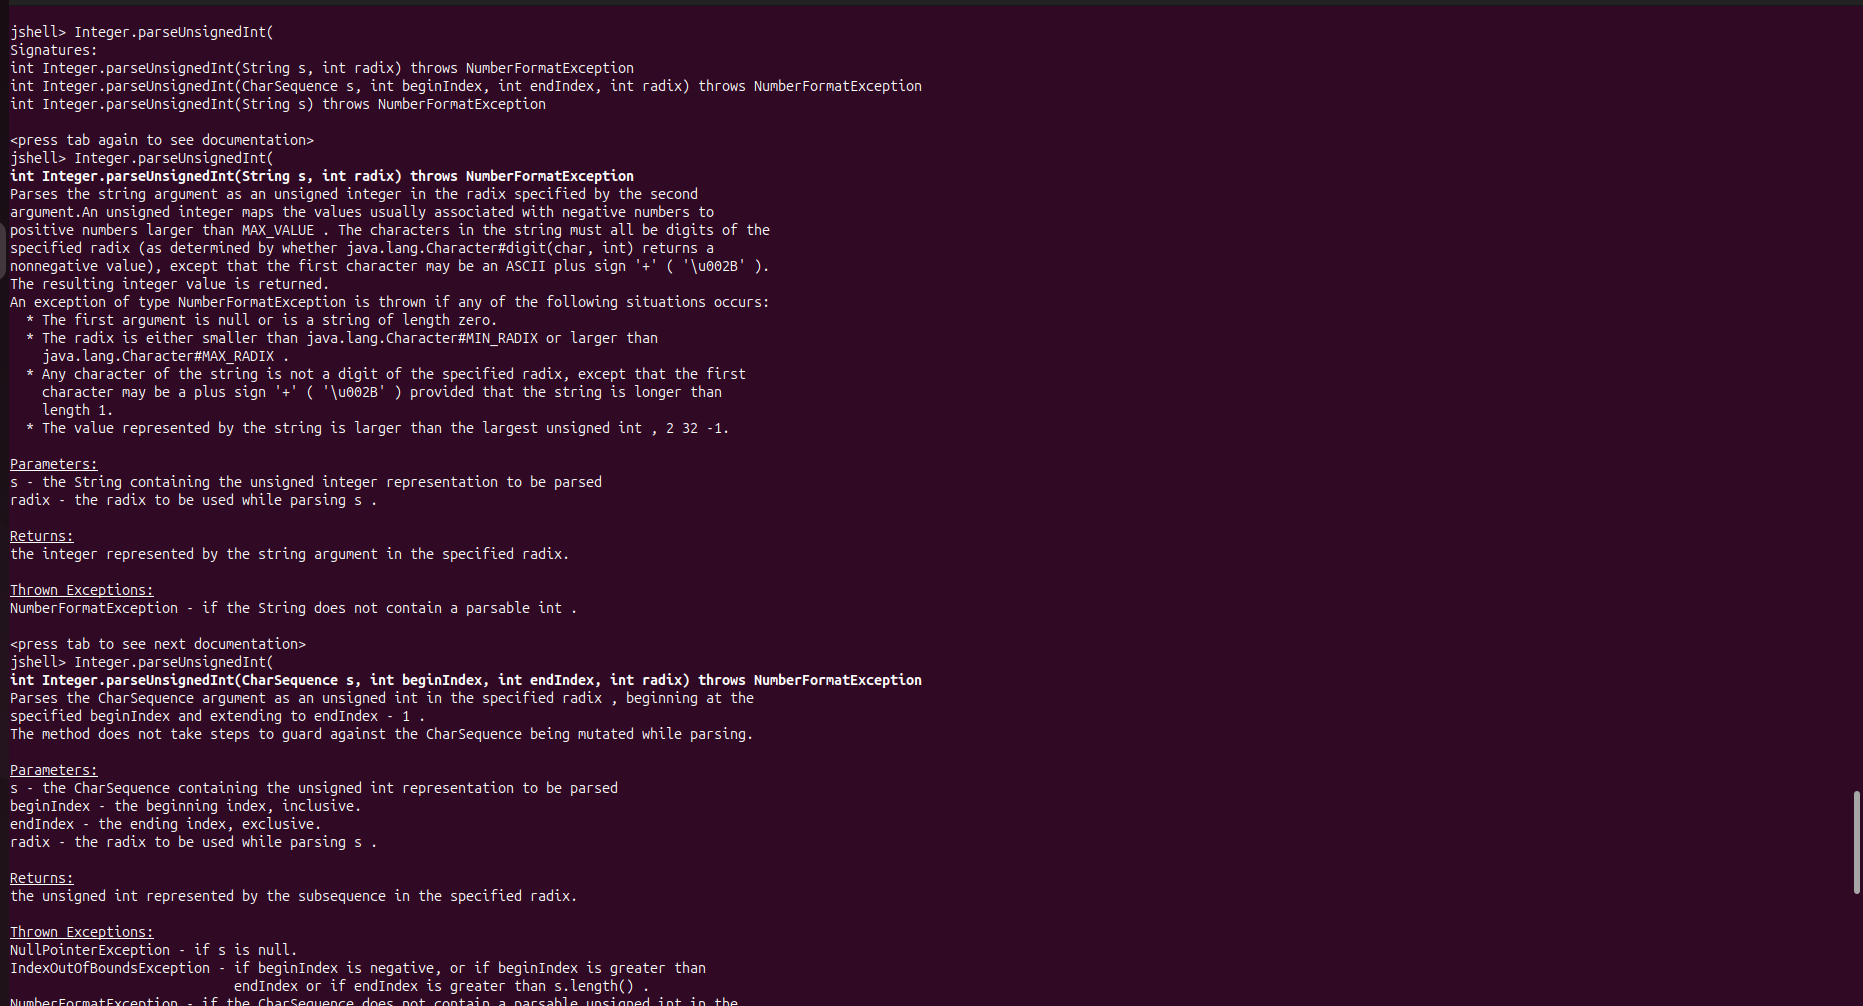 jshell> Integer.parseUnsignedInt(
Signatures:
int Integer.parseUnsignedInt(String s, int radix) throws NumberFormatException
int Integer.parseUnsignedInt(CharSequence s, int beginIndex, int endIndex, int radix) throws NumberFormatException
int Integer.parseUnsignedInt(String s) throws NumberFormatException

<press tab again to see documentation>
jshell> Integer.parseUnsignedInt(
int Integer.parseUnsignedInt(String s, int radix) throws NumberFormatException
Parses the string argument as an unsigned integer in the radix specified by the second
argument.An unsigned integer maps the values usually associated with negative numbers to
positive numbers larger than MAX_VALUE . The characters in the string must all be digits of the
specified radix (as determined by whether java.lang.Character#digit(char, int) returns a
nonnegative value), except that the first character may be an ASCII plus sign '+' ( '\u002B' ).
The resulting integer value is returned.
An exception of type NumberFormatException is thrown if any of the following situations occurs:
  * The first argument is null or is a string of length zero.
  * The radix is either smaller than java.lang.Character#MIN_RADIX or larger than
    java.lang.Character#MAX_RADIX .
  * Any character of the string is not a digit of the specified radix, except that the first
    character may be a plus sign '+' ( '\u002B' ) provided that the string is longer than
    length 1.
  * The value represented by the string is larger than the largest unsigned int , 2 32 -1.

Parameters:
s - the String containing the unsigned integer representation to be parsed
radix - the radix to be used while parsing s .

Returns:
the integer represented by the string argument in the specified radix.

Thrown Exceptions:
NumberFormatException - if the String does not contain a parsable int .

<press tab to see next documentation>
jshell> Integer.parseUnsignedInt(
int Integer.parseUnsignedInt(CharSequence s, int beginIndex, int endIndex, int radix) throws NumberFormatException
Parses the CharSequence argument as an unsigned int in the specified radix , beginning at the
specified beginIndex and extending to endIndex - 1 .
The method does not take steps to guard against the CharSequence being mutated while parsing.

Parameters:
s - the CharSequence containing the unsigned int representation to be parsed
beginIndex - the beginning index, inclusive.
endIndex - the ending index, exclusive.
radix - the radix to be used while parsing s .

Returns:
the unsigned int represented by the subsequence in the specified radix.

Thrown Exceptions:
NullPointerException - if s is null.
IndexOutOfBoundsException - if beginIndex is negative, or if beginIndex is greater than
                            endIndex or if endIndex is greater than s.length() .
NumberFormatException - if the CharSequence does not contain a parsable unsigned int in the